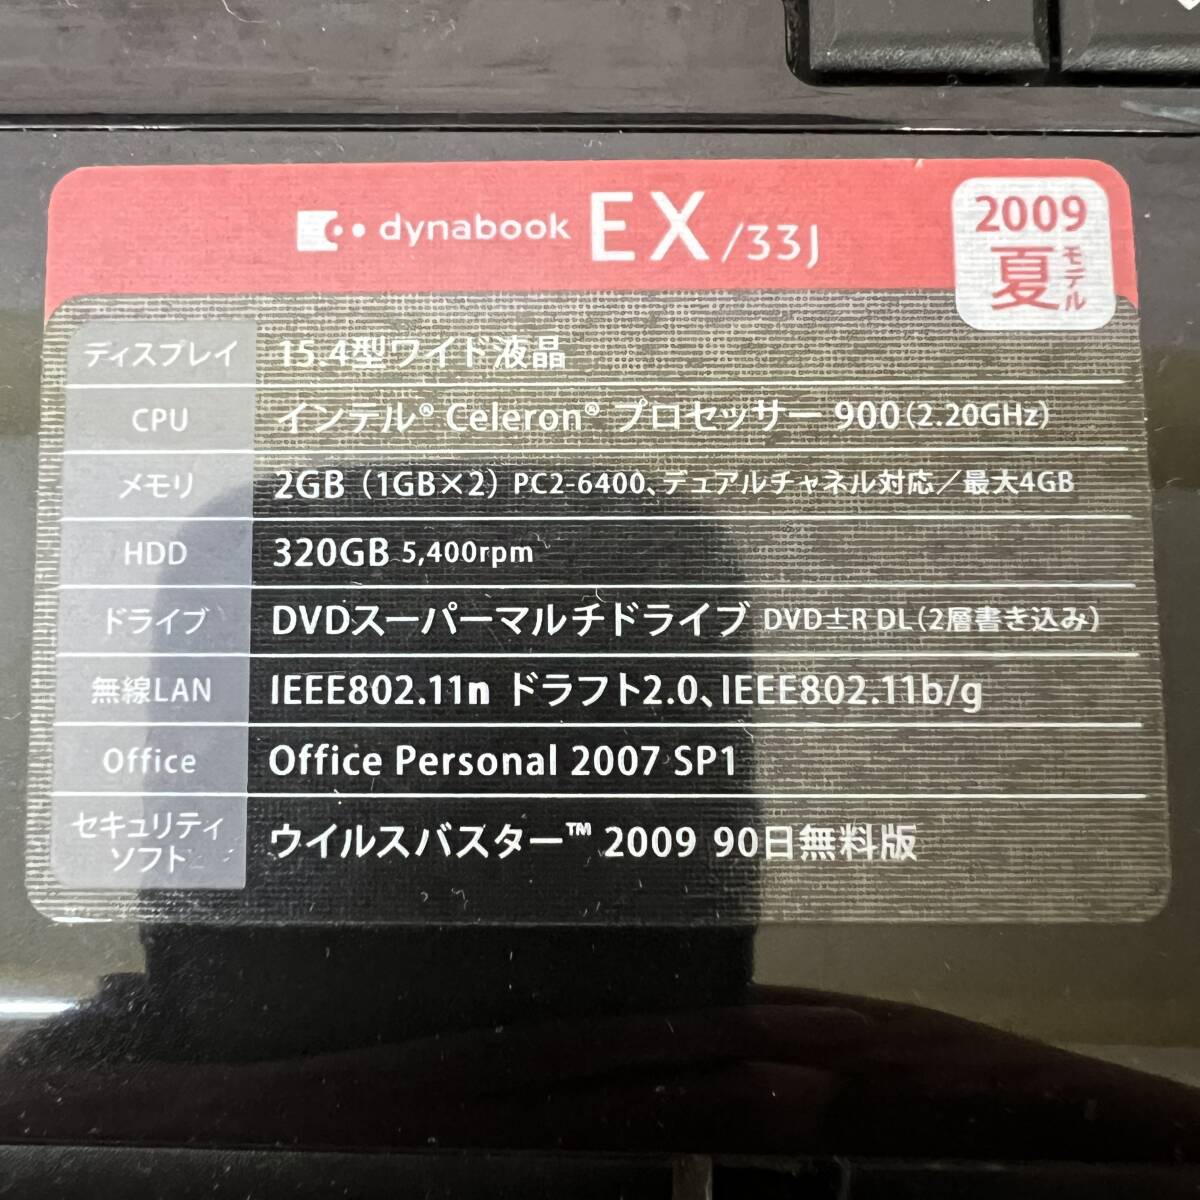 dynabook EX/33J
2009
夏モデル
ディスプレイ 15.4型ワイド液晶
CPU インテル® Celeron® プロセッサー 900(2.20GHz)
メモリ 2GB (1GB×2) PC2-6400、デュアルチャネル対応/最大4GB
HDD 320GB 5,400rpm
ドライブ DVDスーパーマルチドライブ DVD±R DL(2層書き込み)
無線LAN IEEE802.11n ドラフト2.0、IEEE802.11b/g
Office Office Personal 2007 SP1
セキュリティ
ソフト ウイルスバスター™ 2009 90日無料版